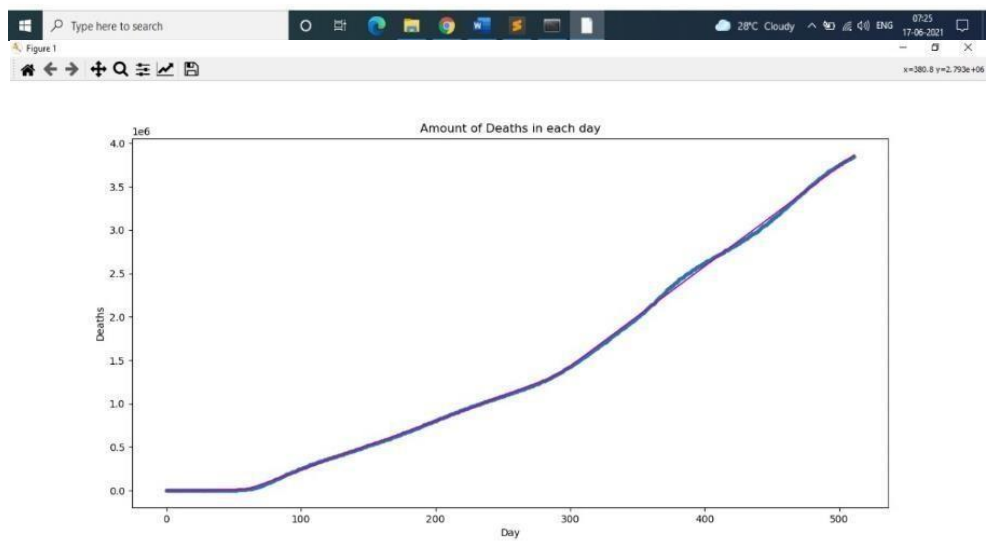 Type here to search
28°C Cloudy
ENG
07:25
17-06-2021
Figure 1
x=380.8 y=2.793e+06
Amount of Deaths in each day
1e6
4.0
3.5
3.0
2.5
2.0
1.5
1.0
0.5
0.0
Deaths
0 100 200 300 400 500
Day